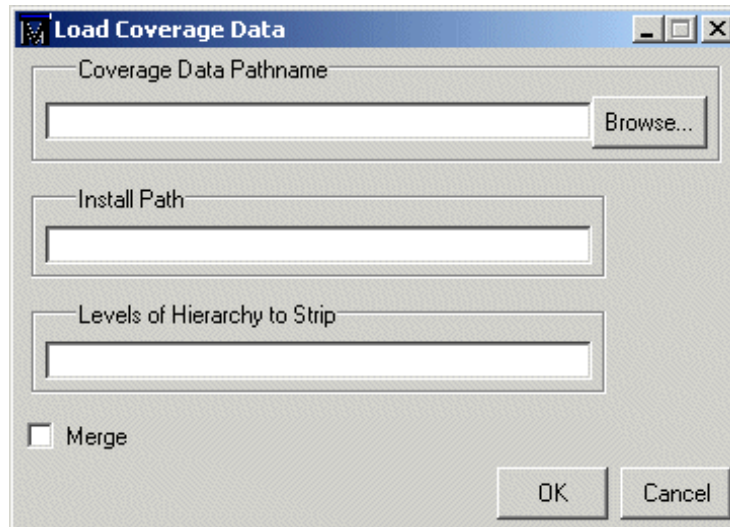 Load Coverage Data
Coverage Data Pathname
Browse...
Install Path
Levels of Hierarchy to Strip
Merge
OK Cancel